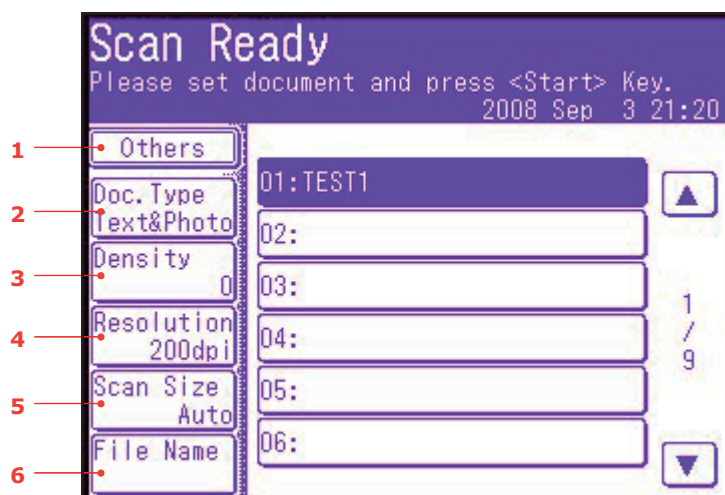 Scan Ready
Please set document and press <Start> Key.
2008 Sep 3 21:20
1
Others
2
Doc.Type
Text&Photo
3
Density
0
4
Resolution
200dpi
5
Scan Size
Auto
6
File Name
01:TEST1
02:
03:
04:
05:
06:
▲
1
/
9
▼